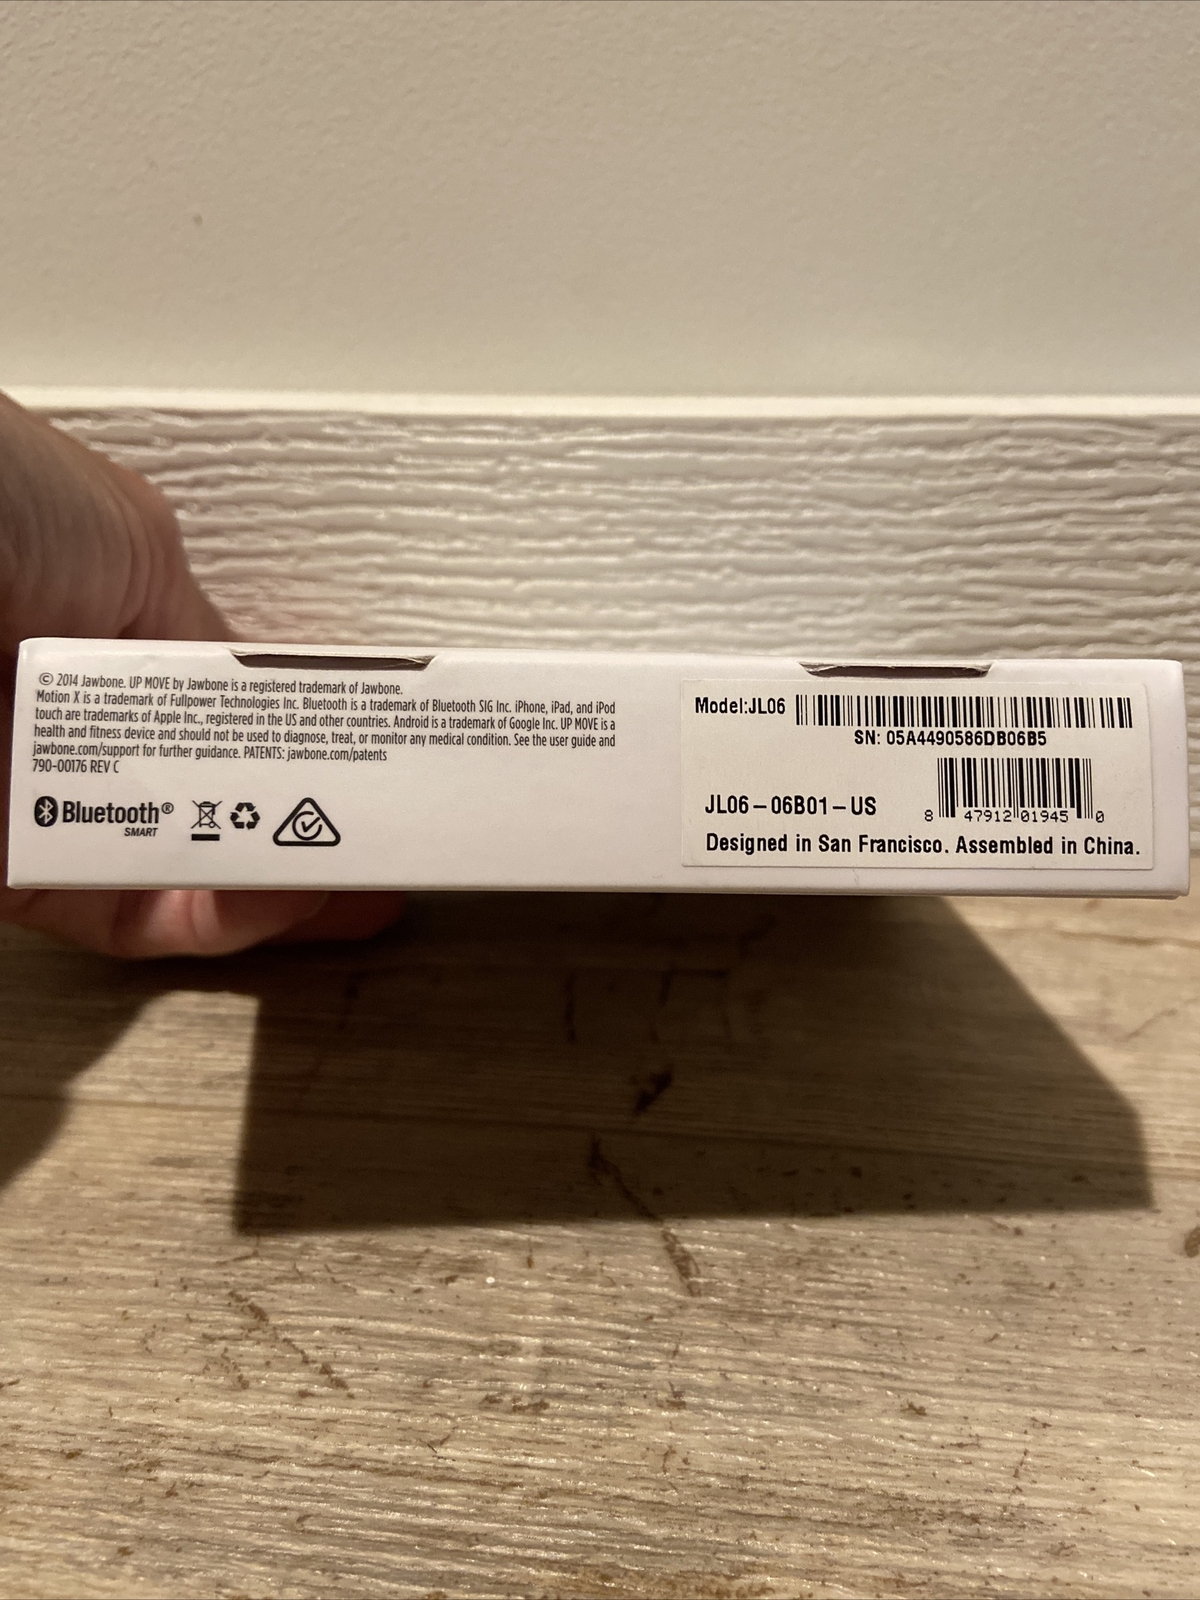 © 2014 Jawbone. UP MOVE by Jawbone is a registered trademark of Jawbone.
Motion X is a trademark of Fullpower Technologies Inc. Bluetooth is a trademark of Bluetooth SIG Inc. iPhone, iPad, and iPod
touch are trademarks of Apple Inc., registered in the US and other countries. Android is a trademark of Google Inc. UP MOVE is a
health and fitness device and should not be used to diagnose, treat, or monitor any medical condition. See the user guide and
jawbone.com/support for further guidance. PATENTS: jawbone.com/patents
790-00176 REV C
Bluetooth®
SMART
Model:JL06
SN: 05A4490586DB06B5
JL06-06B01-US
8 47912 01945 0
Designed in San Francisco. Assembled in China.